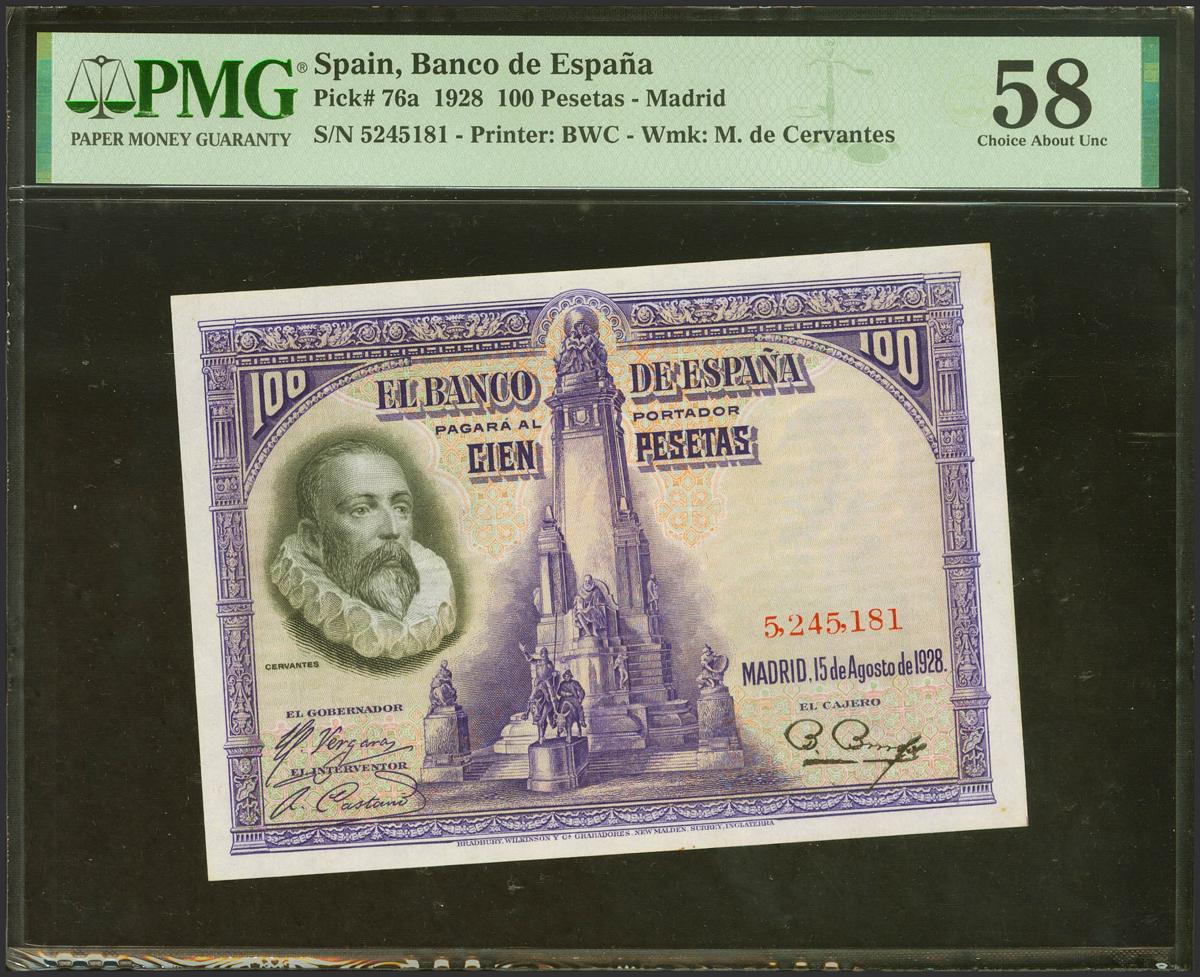 PMG®
PAPER MONEY GUARANTY
Spain, Banco de España
Pick# 76a 1928 100 Pesetas - Madrid
S/N 5245181 - Printer: BWC - Wmk: M. de Cervantes
58
Choice About Unc
100
100
EL BANCO DE ESPAÑA
PAGARÁ AL PORTADOR
CIEN PESETAS
CERVANTES
5,245,181
MADRID, 15 de Agosto de 1928.
EL GOBERNADOR
EL CAJERO
Vergara
EL INTERVENTOR
A. Castaño
BRADBURY, WILKINSON Y Cª. GRABADORES, NEW MALDEN, SURREY, INGLATERRA